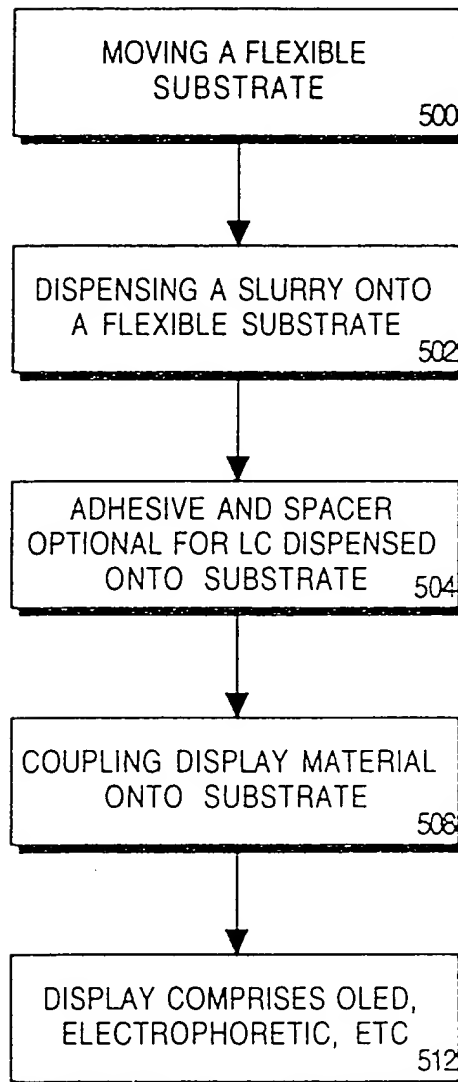 MOVING A FLEXIBLE
SUBSTRATE
500
DISPENSING A SLURRY ONTO
A FLEXIBLE SUBSTRATE
502
ADHESIVE AND SPACER
OPTIONAL FOR LC DISPENSED
ONTO SUBSTRATE
504
COUPLING DISPLAY MATERIAL
ONTO SUBSTRATE
508
DISPLAY COMPRISES OLED,
ELECTROPHORETIC, ETC
512